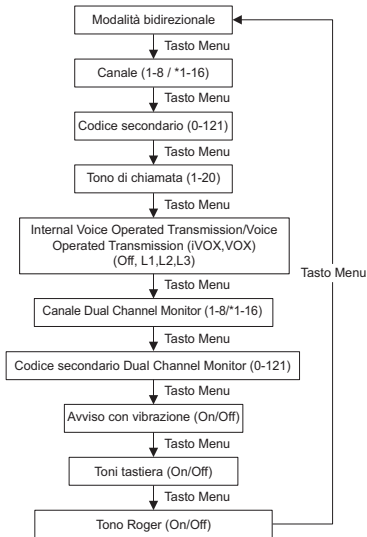 Modalità bidirezionale
Tasto Menu
Canale (1-8 / *1-16)
Tasto Menu
Codice secondario (0-121)
Tasto Menu
Tono di chiamata (1-20)
Tasto Menu
Internal Voice Operated Transmission/Voice
Operated Transmission (iVOX,VOX)
(Off, L1,L2,L3)
Tasto Menu
Tasto Menu
Canale Dual Channel Monitor (1-8/*1-16)
Tasto Menu
Codice secondario Dual Channel Monitor (0-121)
Tasto Menu
Avviso con vibrazione (On/Off)
Tasto Menu
Toni tastiera (On/Off)
Tasto Menu
Tono Roger (On/Off)